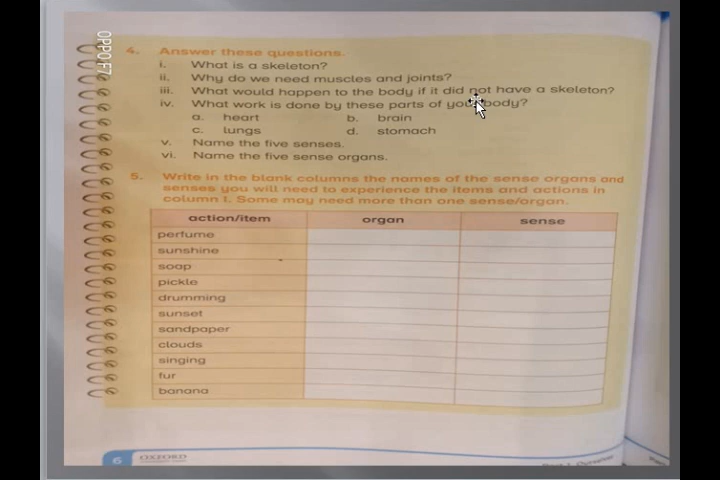 OPPO F7
4. Answer these questions.
i. What is a skeleton?
ii. Why do we need muscles and joints?
iii. What would happen to the body if it did not have a skeleton?
iv. What work is done by these parts of your body?
a. heart b. brain
c. lungs d. stomach
v. Name the five senses.
vi. Name the five sense organs.
5. Write in the blank columns the names of the sense organs and
senses you will need to experience the items and actions in
column I. Some may need more than one sense/organ.
action/item organ sense
perfume
sunshine
soap
pickle
drumming
sunset
sandpaper
clouds
singing
fur
banana
6 OXFORD